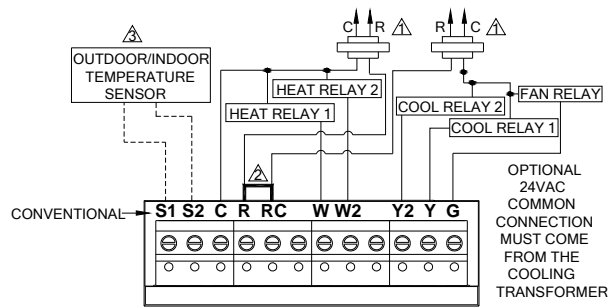 C R 1
R C 1
3
OUTDOOR/INDOOR
TEMPERATURE
SENSOR
HEAT RELAY 2
HEAT RELAY 1
FAN RELAY
COOL RELAY 2
COOL RELAY 1
2
CONVENTIONAL
S1 S2 C R RC W W2 Y2 Y G
OPTIONAL
24VAC
COMMON
CONNECTION
MUST COME
FROM THE
COOLING
TRANSFORMER